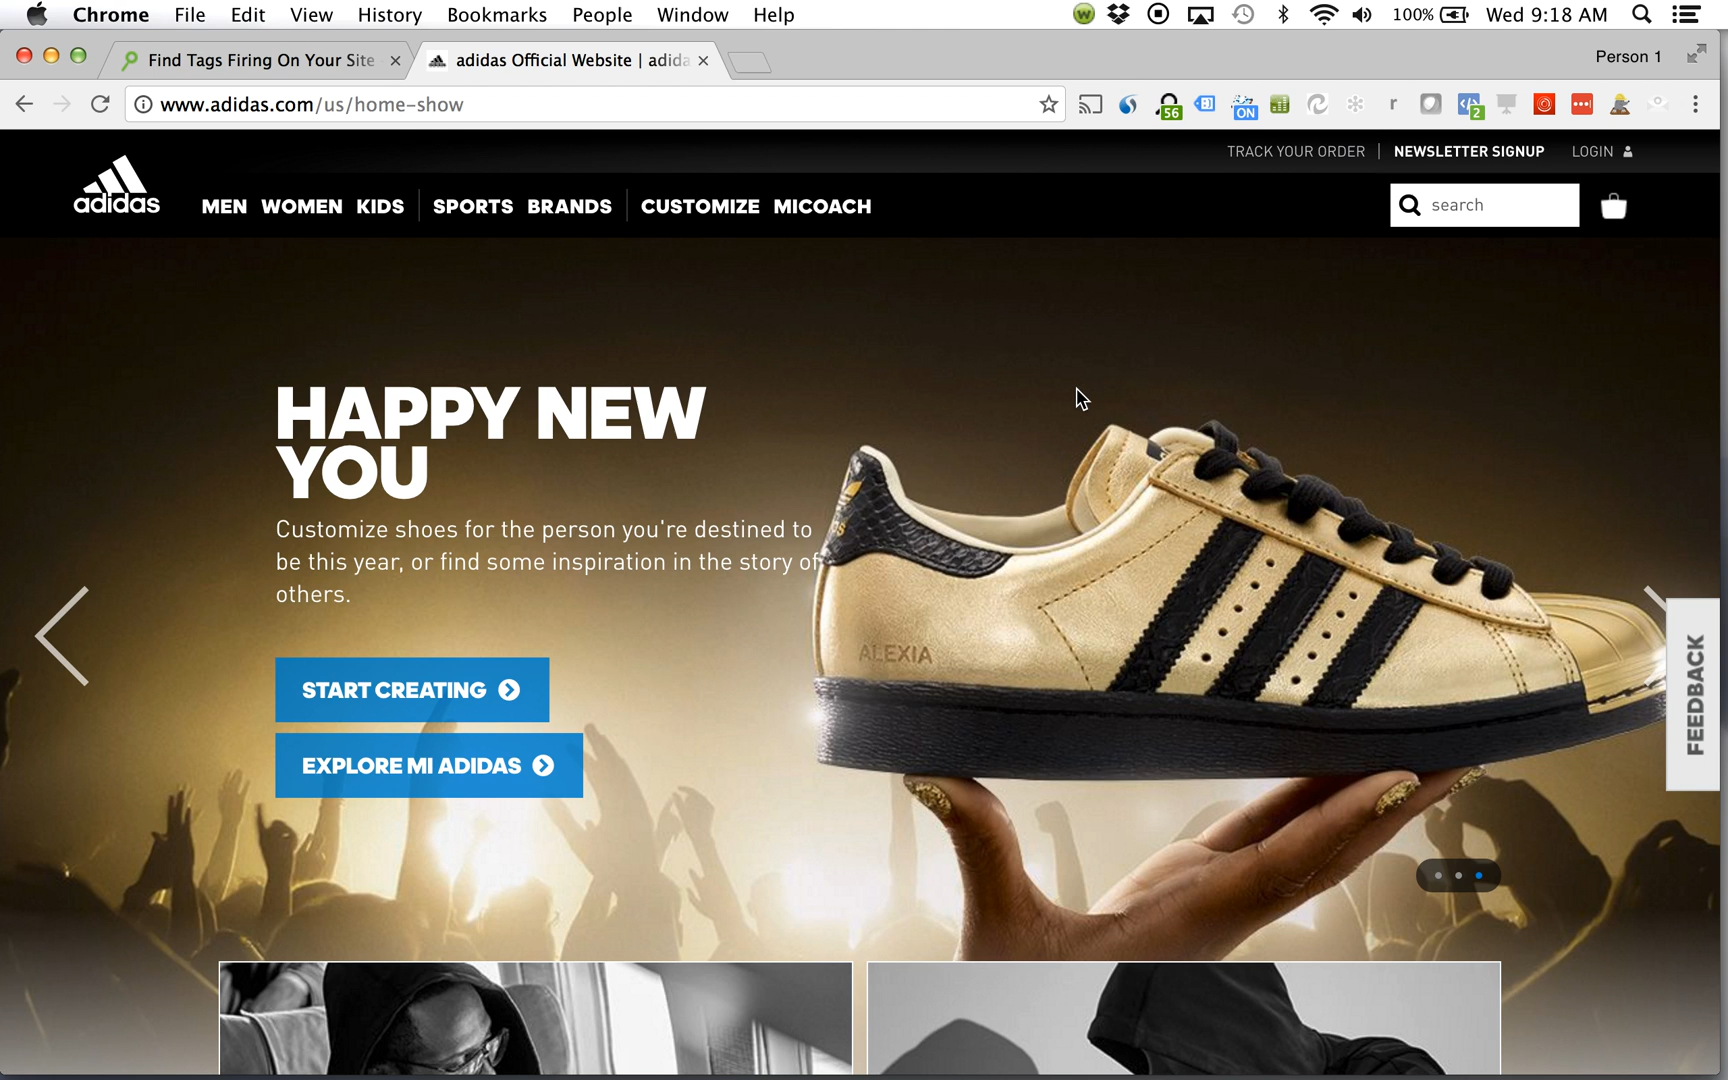 Chrome File Edit View History Bookmarks People Window Help 100% Wed 9:18 AM
Find Tags Firing On Your Site adidas Official Website | adida Person 1
www.adidas.com/us/home-show 56 ON r 2
TRACK YOUR ORDER | NEWSLETTER SIGNUP LOGIN
adidas MEN WOMEN KIDS SPORTS BRANDS CUSTOMIZE MICOACH search
HAPPY NEW
YOU
Customize shoes for the person you're destined to
be this year, or find some inspiration in the story of
others.
ALEXIA
START CREATING
EXPLORE MI ADIDAS
FEEDBACK